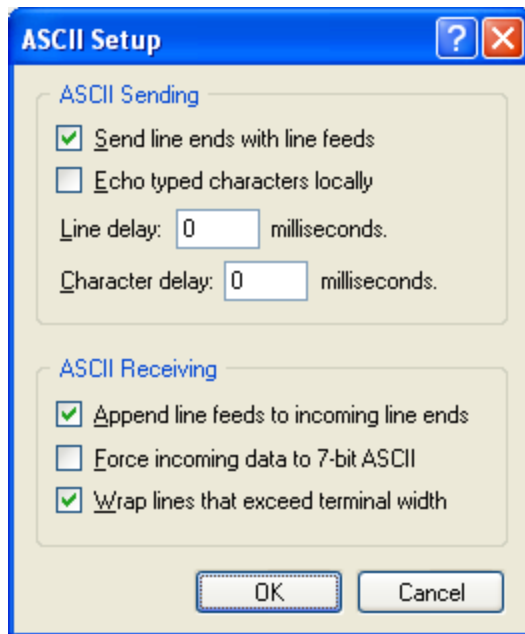 ASCII Setup ?
ASCII Sending
Send line ends with line feeds
Echo typed characters locally
Line delay: 0 milliseconds.
Character delay: 0 milliseconds.
ASCII Receiving
Append line feeds to incoming line ends
Force incoming data to 7-bit ASCII
Wrap lines that exceed terminal width
OK Cancel